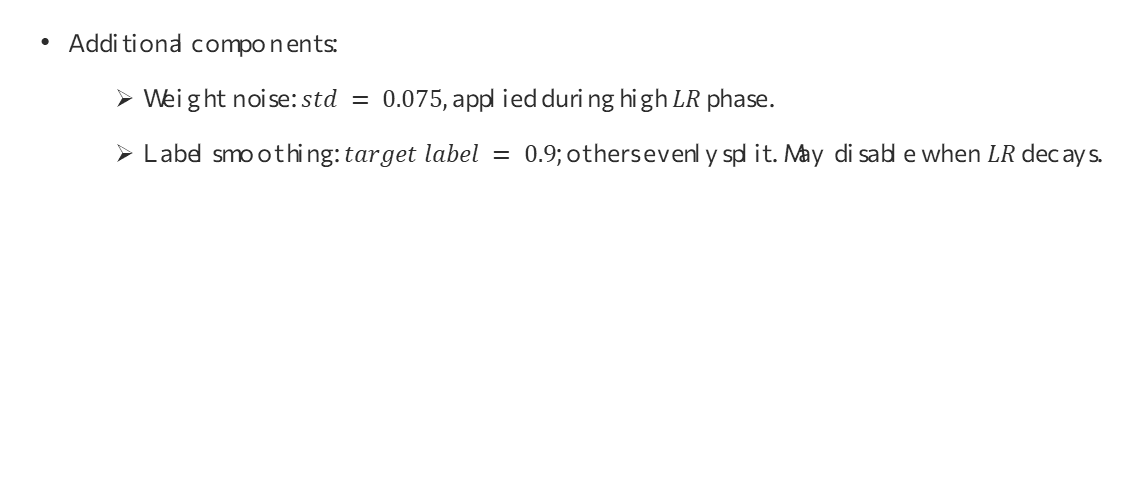 • Additional components:
➢ Weight noise: std = 0.075, applied during high LR phase.
➢ Label smoothing: target label = 0.9; others evenly split. May disable when LR decays.